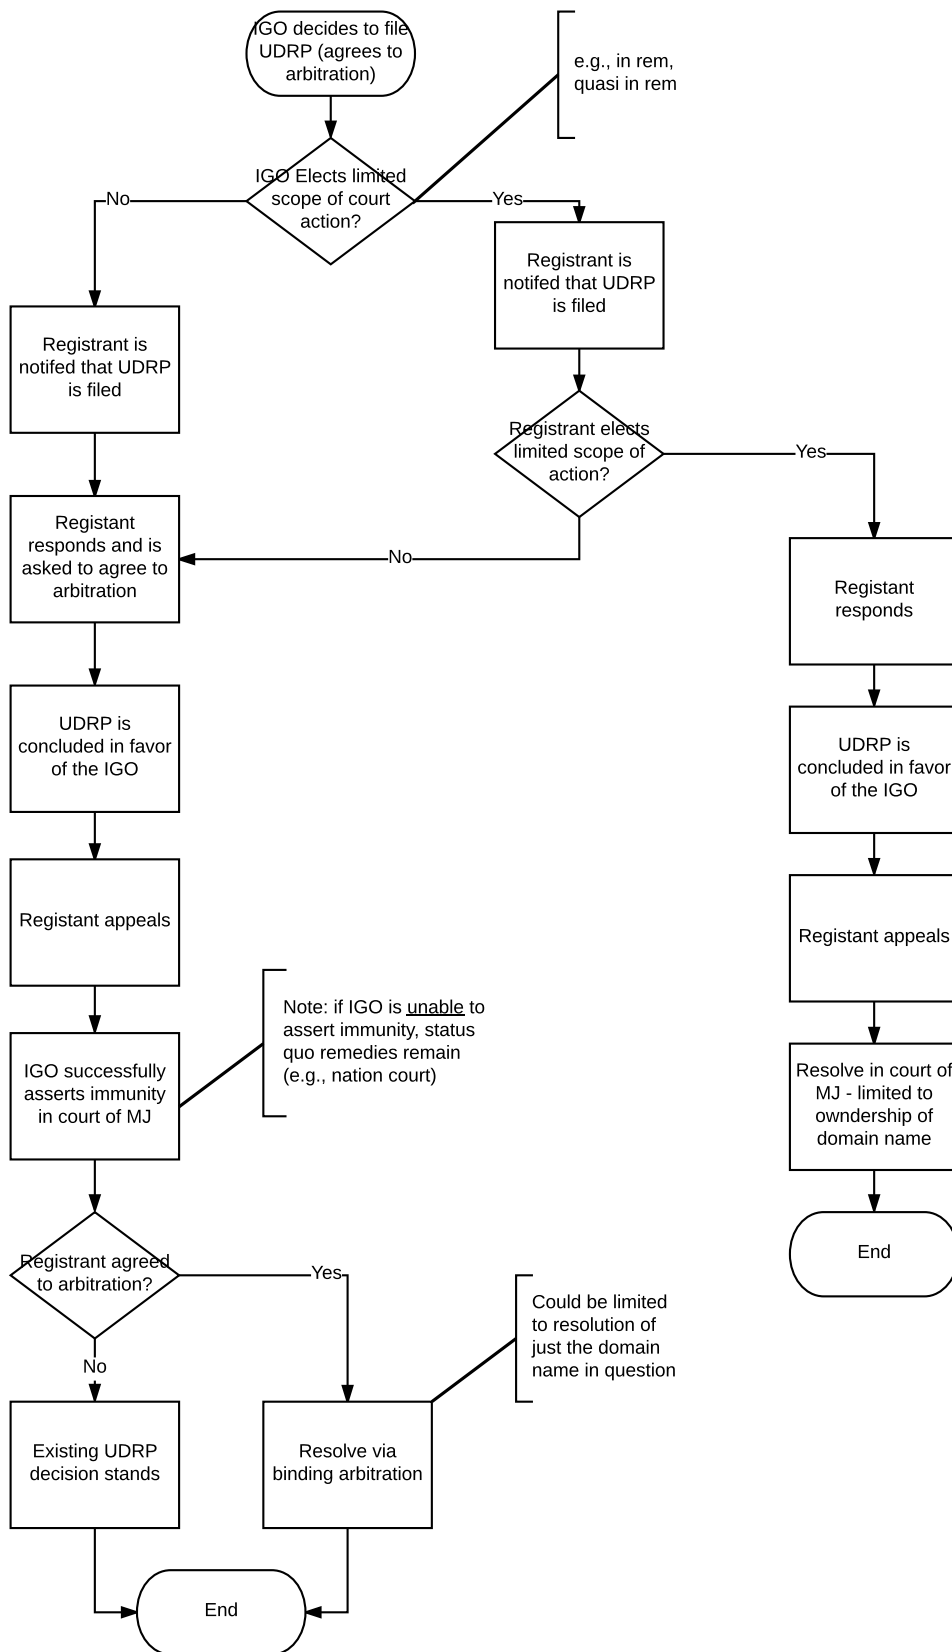 IGO decides to file
UDRP (agrees to
arbitration)
e.g., in rem,
quasi in rem
IGO Elects limited
scope of court
action?
No
Yes
Registrant is
notifed that UDRP
is filed
Registrant is
notifed that UDRP
is filed
Registrant elects
limited scope of
action?
Yes
No
Registant
responds and is
asked to agree to
arbitration
Registant
responds
UDRP is
concluded in favor
of the IGO
UDRP is
concluded in favor
of the IGO
Registant appeals
Registant appeals
Note: if IGO is unable to
assert immunity, status
quo remedies remain
(e.g., nation court)
IGO successfully
asserts immunity
in court of MJ
Resolve in court of
MJ - limited to
owndership of
domain name
End
Registrant agreed
to arbitration?
Yes
No
Could be limited
to resolution of
just the domain
name in question
Existing UDRP
decision stands
Resolve via
binding arbitration
End